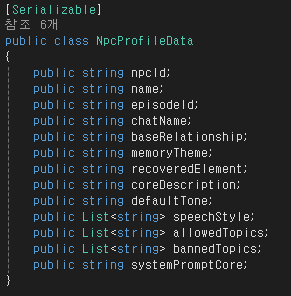 [Serializable]
참조 6개
public class NpcProfileData
{
public string npcId;
public string name;
public string episodeId;
public string chatName;
public string baseRelationship;
public string memoryTheme;
public string recoveredElement;
public string coreDescription;
public string defaultTone;
public List<string> speechStyle;
public List<string> allowedTopics;
public List<string> bannedTopics;
public string systemPromptCore;
}